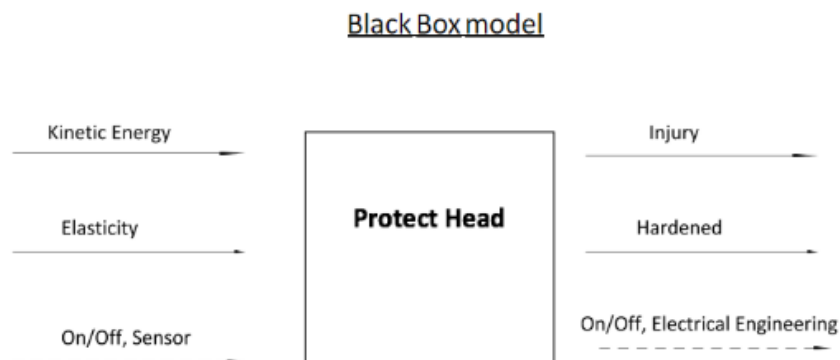 Black Box model
Kinetic Energy
Injury
Protect Head
Elasticity
Hardened
On/Off, Sensor
On/Off, Electrical Engineering